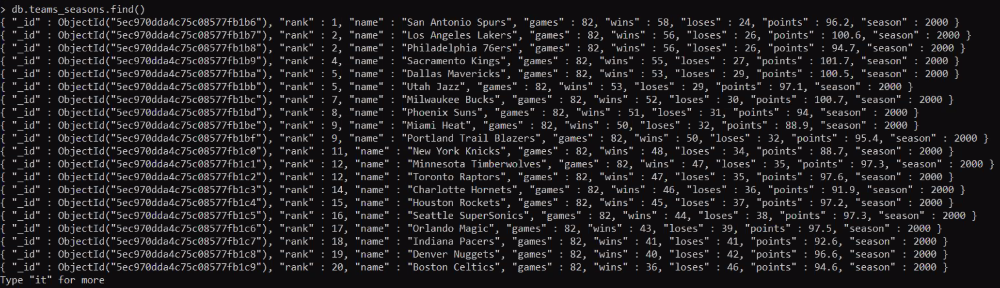 > db.teams_seasons.find()
{ "_id" : ObjectId("5ec970dda4c75c08577fb1b6"), "rank" : 1, "name" : "San Antonio Spurs", "games" : 82, "wins" : 58, "loses" : 24, "points" : 96.2, "season" : 2000 }
{ "_id" : ObjectId("5ec970dda4c75c08577fb1b7"), "rank" : 2, "name" : "Los Angeles Lakers", "games" : 82, "wins" : 56, "loses" : 26, "points" : 100.6, "season" : 2000 }
{ "_id" : ObjectId("5ec970dda4c75c08577fb1b8"), "rank" : 2, "name" : "Philadelphia 76ers", "games" : 82, "wins" : 56, "loses" : 26, "points" : 94.7, "season" : 2000 }
{ "_id" : ObjectId("5ec970dda4c75c08577fb1b9"), "rank" : 4, "name" : "Sacramento Kings", "games" : 82, "wins" : 55, "loses" : 27, "points" : 101.7, "season" : 2000 }
{ "_id" : ObjectId("5ec970dda4c75c08577fb1ba"), "rank" : 5, "name" : "Dallas Mavericks", "games" : 82, "wins" : 53, "loses" : 29, "points" : 100.5, "season" : 2000 }
{ "_id" : ObjectId("5ec970dda4c75c08577fb1bb"), "rank" : 5, "name" : "Utah Jazz", "games" : 82, "wins" : 53, "loses" : 29, "points" : 97.1, "season" : 2000 }
{ "_id" : ObjectId("5ec970dda4c75c08577fb1bc"), "rank" : 7, "name" : "Milwaukee Bucks", "games" : 82, "wins" : 52, "loses" : 30, "points" : 100.7, "season" : 2000 }
{ "_id" : ObjectId("5ec970dda4c75c08577fb1bd"), "rank" : 8, "name" : "Phoenix Suns", "games" : 82, "wins" : 51, "loses" : 31, "points" : 94, "season" : 2000 }
{ "_id" : ObjectId("5ec970dda4c75c08577fb1be"), "rank" : 9, "name" : "Miami Heat", "games" : 82, "wins" : 50, "loses" : 32, "points" : 88.9, "season" : 2000 }
{ "_id" : ObjectId("5ec970dda4c75c08577fb1bf"), "rank" : 9, "name" : "Portland Trail Blazers", "games" : 82, "wins" : 50, "loses" : 32, "points" : 95.4, "season" : 2000 }
{ "_id" : ObjectId("5ec970dda4c75c08577fb1c0"), "rank" : 11, "name" : "New York Knicks", "games" : 82, "wins" : 48, "loses" : 34, "points" : 88.7, "season" : 2000 }
{ "_id" : ObjectId("5ec970dda4c75c08577fb1c1"), "rank" : 12, "name" : "Minnesota Timberwolves", "games" : 82, "wins" : 47, "loses" : 35, "points" : 97.3, "season" : 2000 }
{ "_id" : ObjectId("5ec970dda4c75c08577fb1c2"), "rank" : 12, "name" : "Toronto Raptors", "games" : 82, "wins" : 47, "loses" : 35, "points" : 97.6, "season" : 2000 }
{ "_id" : ObjectId("5ec970dda4c75c08577fb1c3"), "rank" : 14, "name" : "Charlotte Hornets", "games" : 82, "wins" : 46, "loses" : 36, "points" : 91.9, "season" : 2000 }
{ "_id" : ObjectId("5ec970dda4c75c08577fb1c4"), "rank" : 15, "name" : "Houston Rockets", "games" : 82, "wins" : 45, "loses" : 37, "points" : 97.2, "season" : 2000 }
{ "_id" : ObjectId("5ec970dda4c75c08577fb1c5"), "rank" : 16, "name" : "Seattle SuperSonics", "games" : 82, "wins" : 44, "loses" : 38, "points" : 97.3, "season" : 2000 }
{ "_id" : ObjectId("5ec970dda4c75c08577fb1c6"), "rank" : 17, "name" : "Orlando Magic", "games" : 82, "wins" : 43, "loses" : 39, "points" : 97.5, "season" : 2000 }
{ "_id" : ObjectId("5ec970dda4c75c08577fb1c7"), "rank" : 18, "name" : "Indiana Pacers", "games" : 82, "wins" : 41, "loses" : 41, "points" : 92.6, "season" : 2000 }
{ "_id" : ObjectId("5ec970dda4c75c08577fb1c8"), "rank" : 19, "name" : "Denver Nuggets", "games" : 82, "wins" : 40, "loses" : 42, "points" : 96.6, "season" : 2000 }
{ "_id" : ObjectId("5ec970dda4c75c08577fb1c9"), "rank" : 20, "name" : "Boston Celtics", "games" : 82, "wins" : 36, "loses" : 46, "points" : 94.6, "season" : 2000 }
Type "it" for more